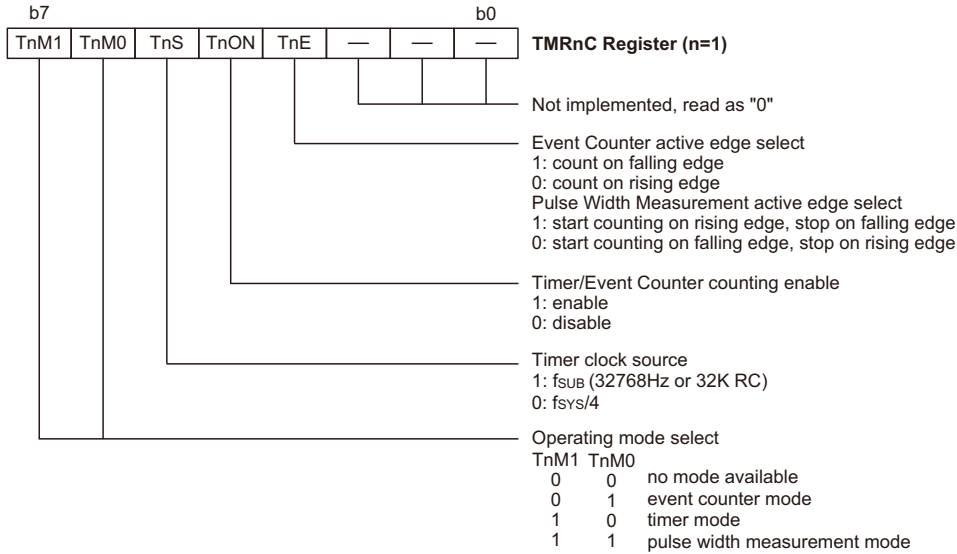 b7 b0
TnM1 TnM0 TnS TnON TnE — — — TMRnC Register (n=1)
Not implemented, read as "0"
Event Counter active edge select
1: count on falling edge
0: count on rising edge
Pulse Width Measurement active edge select
1: start counting on rising edge, stop on falling edge
0: start counting on falling edge, stop on rising edge
Timer/Event Counter counting enable
1: enable
0: disable
Timer clock source
1: fSUB (32768Hz or 32K RC)
0: fSYS/4
Operating mode select
TnM1 TnM0
0 0 no mode available
0 1 event counter mode
1 0 timer mode
1 1 pulse width measurement mode